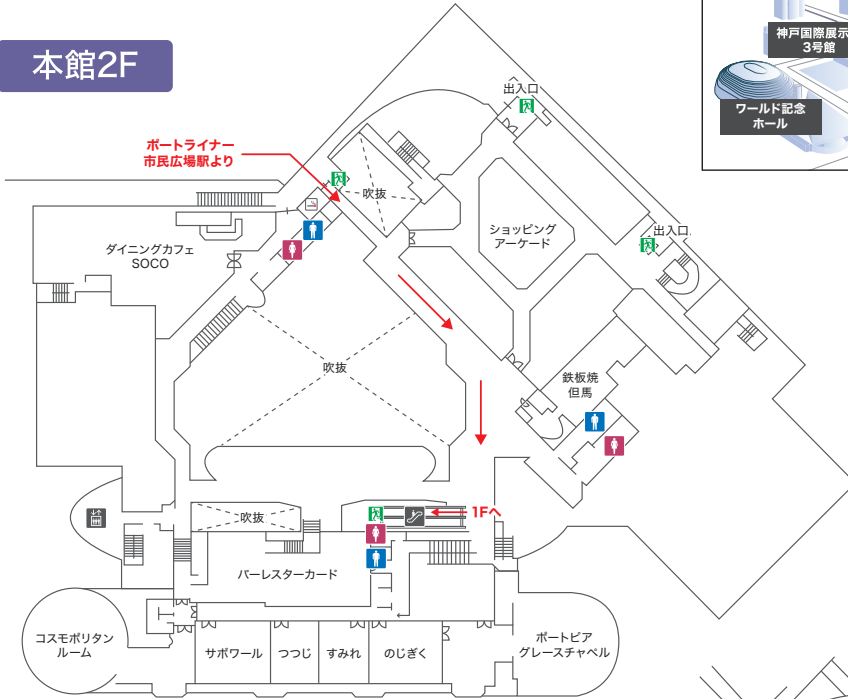 本館2F
神戸国際展示
3号館
ワールド記念
ホール
出入口
ポートライナー
市民広場駅より
吹抜
ショッピング
アーケード
出入口
ダイニングカフェ
SOCO
吹抜
鉄板焼
但馬
吹抜
1Fへ
バーレスターカード
コスモポリタン
ルーム
サボワール
つつじ
すみれ
のじぎく
ポートピア
グレースチャペル